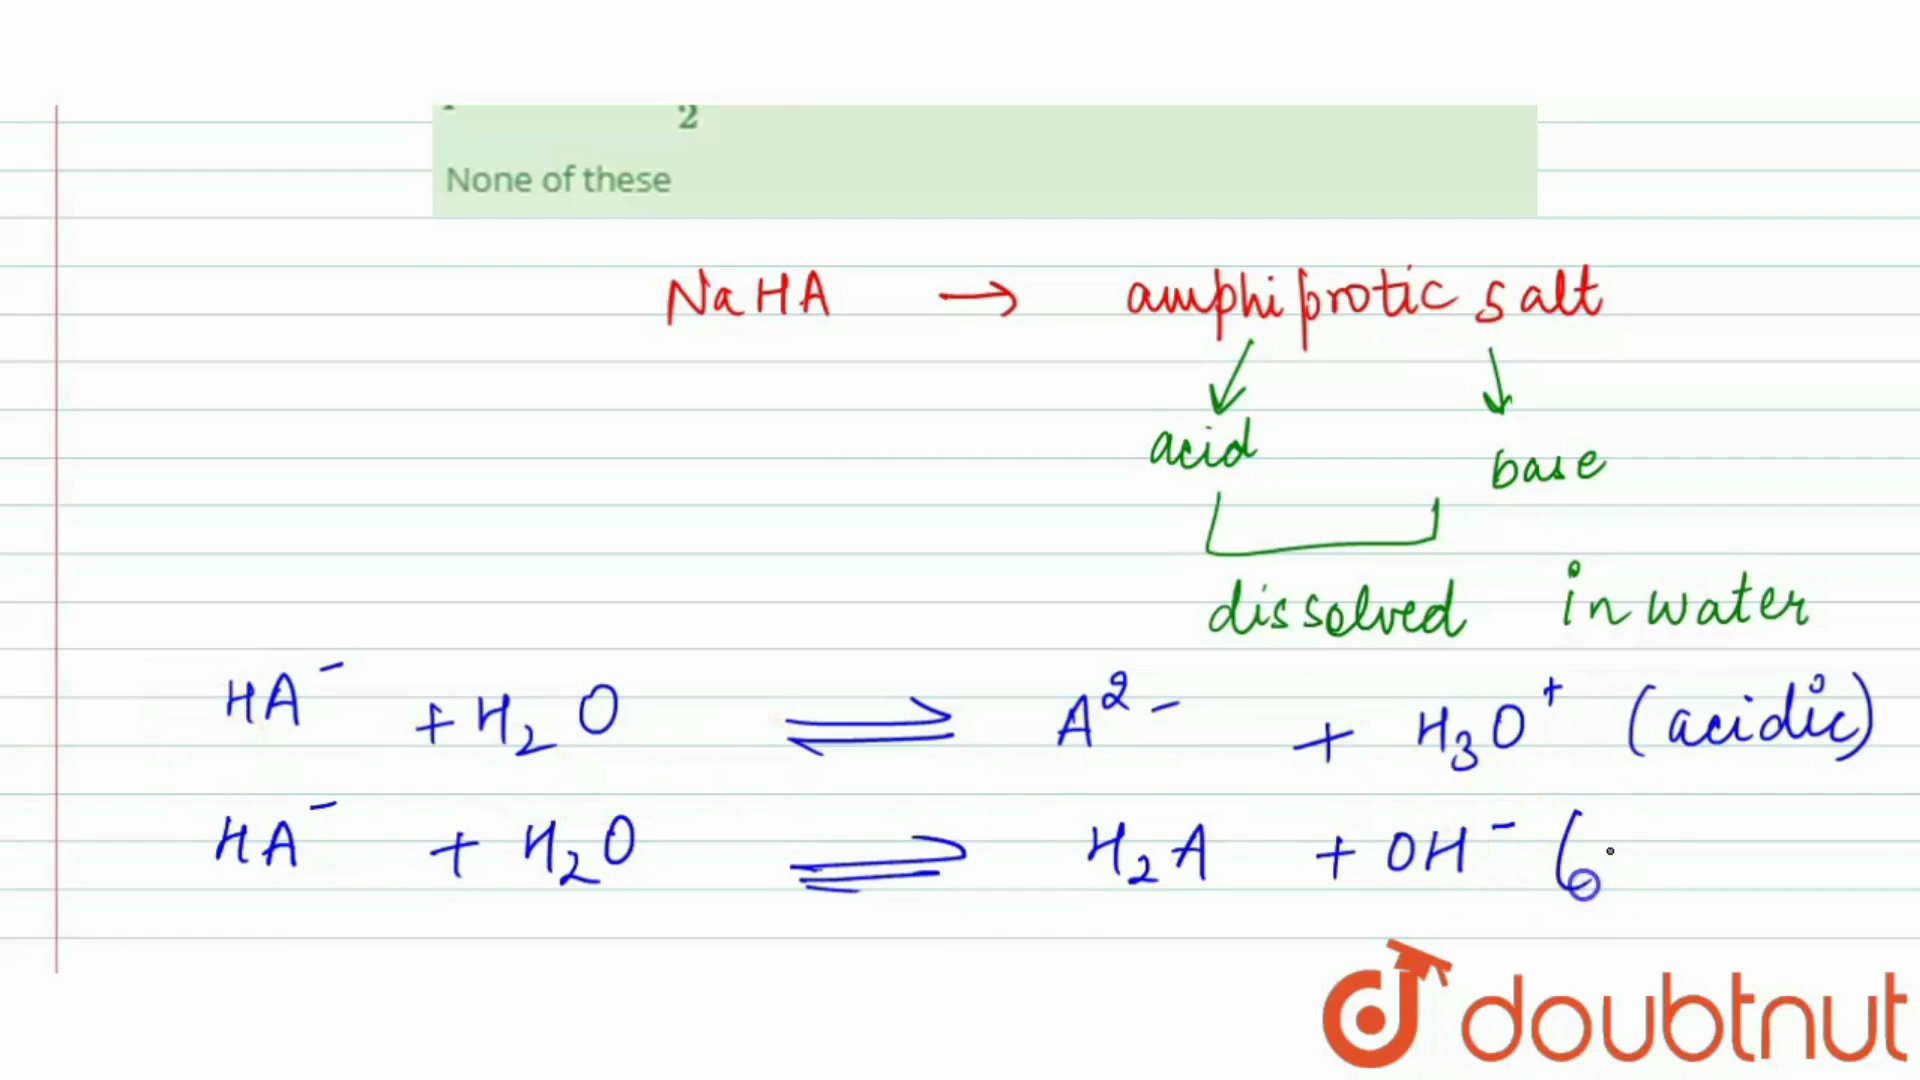 2
None of these
NaHA → amphiprotic salt
acid base
dissolved in water
HA⁻ + H₂O ⇌ A²⁻ + H₃O⁺ (acidic)
HA⁻ + H₂O ⇌ H₂A + OH⁻ (b
doubtnut